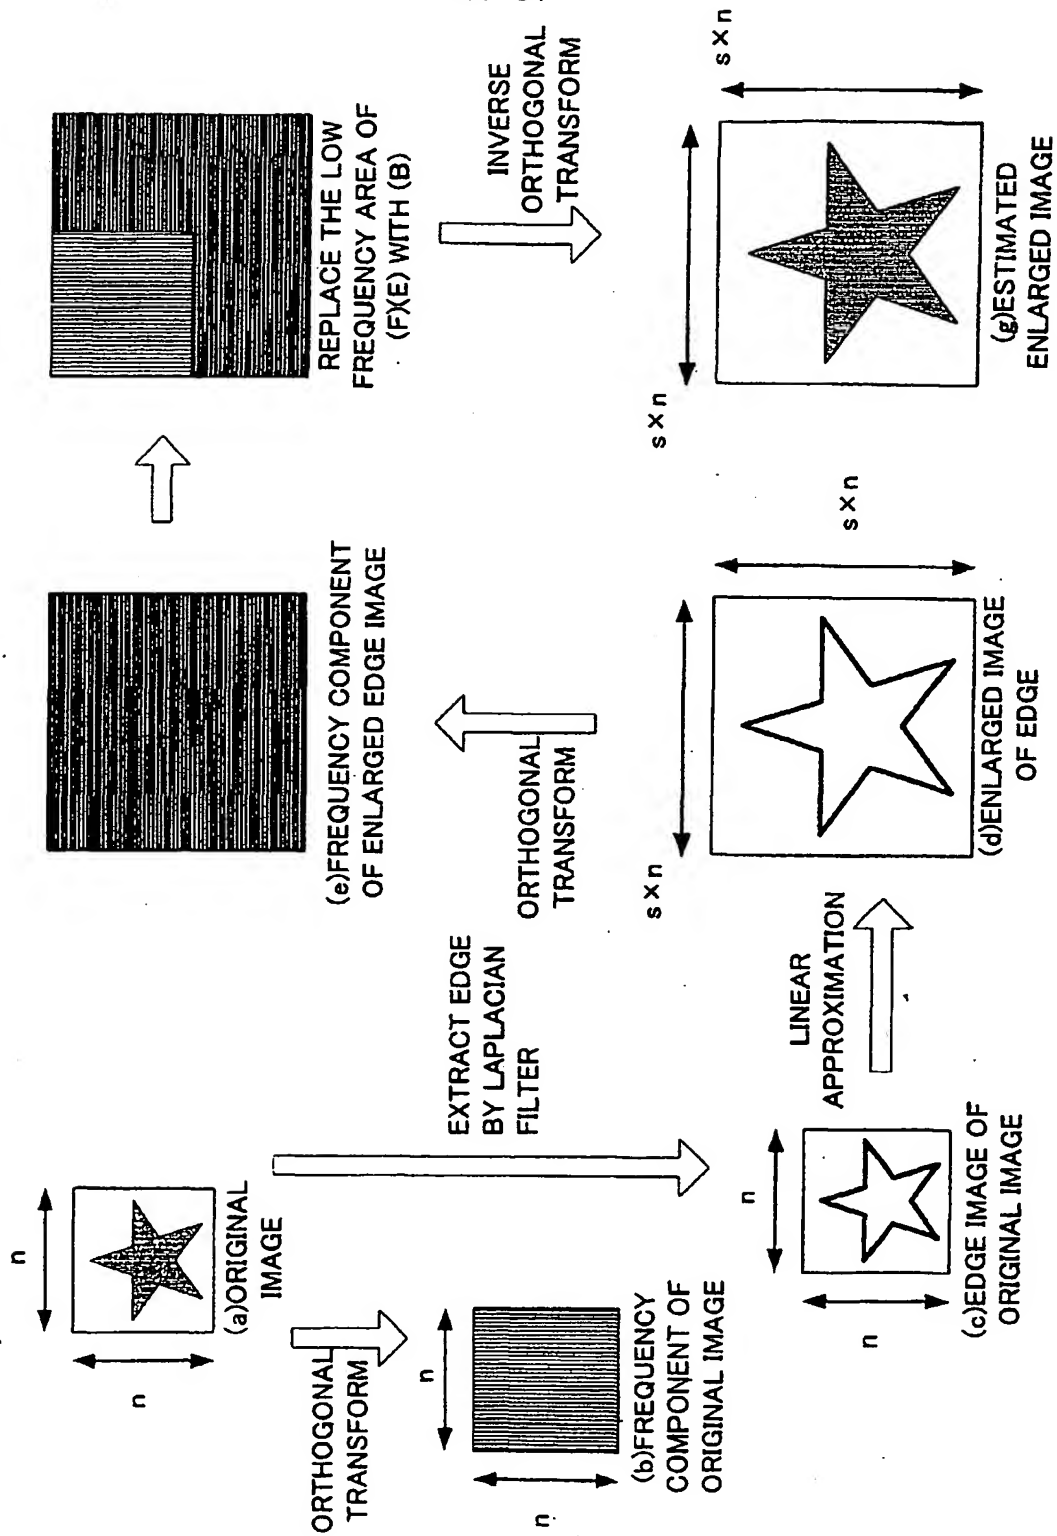 n
n
(a)ORIGINAL
IMAGE
ORTHOGONAL
TRANSFORM
n
n
(b)FREQUENCY
COMPONENT OF
ORIGINAL IMAGE
EXTRACT EDGE
BY LAPLACIAN
FILTER
n
n
(c)EDGE IMAGE OF
ORIGINAL IMAGE
LINEAR
APPROXIMATION
s×n
s×n
(d)ENLARGED IMAGE
OF EDGE
ORTHOGONAL
TRANSFORM
(e)FREQUENCY COMPONENT
OF ENLARGED EDGE IMAGE
REPLACE THE LOW
FREQUENCY AREA OF
(F)(E) WITH (B)
INVERSE
ORTHOGONAL
TRANSFORM
s×n
s×n
(g)ESTIMATED
ENLARGED IMAGE